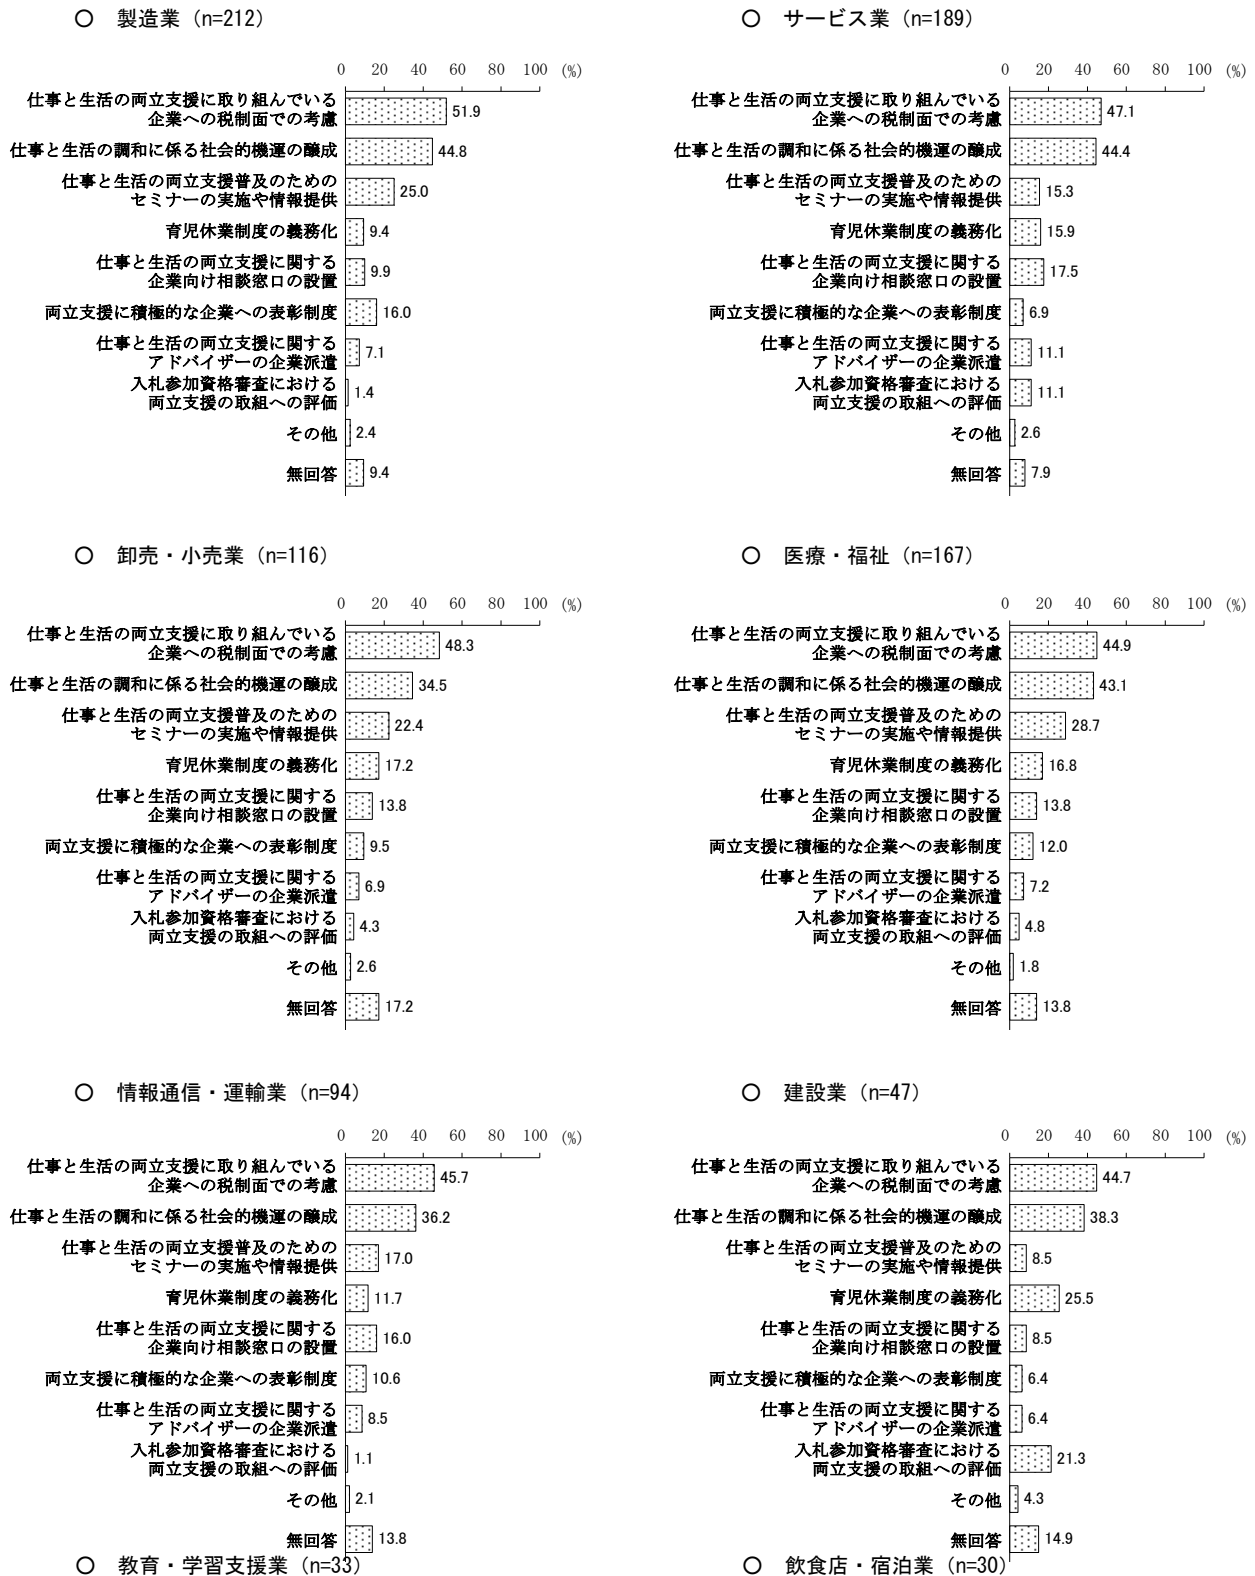 ○　製造業（n=212）
0 20 40 60 80 100 (%)
仕事と生活の両立支援に取り組んでいる
企業への税制面での考慮
51.9
仕事と生活の調和に係る社会的機運の醸成
44.8
仕事と生活の両立支援普及のための
セミナーの実施や情報提供
25.0
育児休業制度の義務化
9.4
仕事と生活の両立支援に関する
企業向け相談窓口の設置
9.9
両立支援に積極的な企業への表彰制度
16.0
仕事と生活の両立支援に関する
アドバイザーの企業派遣
7.1
入札参加資格審査における
両立支援の取組への評価
1.4
その他
2.4
無回答
9.4
○　サービス業（n=189）
0 20 40 60 80 100 (%)
仕事と生活の両立支援に取り組んでいる
企業への税制面での考慮
47.1
仕事と生活の調和に係る社会的機運の醸成
44.4
仕事と生活の両立支援普及のための
セミナーの実施や情報提供
15.3
育児休業制度の義務化
15.9
仕事と生活の両立支援に関する
企業向け相談窓口の設置
17.5
両立支援に積極的な企業への表彰制度
6.9
仕事と生活の両立支援に関する
アドバイザーの企業派遣
11.1
入札参加資格審査における
両立支援の取組への評価
11.1
その他
2.6
無回答
7.9
○　卸売・小売業（n=116）
0 20 40 60 80 100 (%)
仕事と生活の両立支援に取り組んでいる
企業への税制面での考慮
48.3
仕事と生活の調和に係る社会的機運の醸成
34.5
仕事と生活の両立支援普及のための
セミナーの実施や情報提供
22.4
育児休業制度の義務化
17.2
仕事と生活の両立支援に関する
企業向け相談窓口の設置
13.8
両立支援に積極的な企業への表彰制度
9.5
仕事と生活の両立支援に関する
アドバイザーの企業派遣
6.9
入札参加資格審査における
両立支援の取組への評価
4.3
その他
2.6
無回答
17.2
○　医療・福祉（n=167）
0 20 40 60 80 100 (%)
仕事と生活の両立支援に取り組んでいる
企業への税制面での考慮
44.9
仕事と生活の調和に係る社会的機運の醸成
43.1
仕事と生活の両立支援普及のための
セミナーの実施や情報提供
28.7
育児休業制度の義務化
16.8
仕事と生活の両立支援に関する
企業向け相談窓口の設置
13.8
両立支援に積極的な企業への表彰制度
12.0
仕事と生活の両立支援に関する
アドバイザーの企業派遣
7.2
入札参加資格審査における
両立支援の取組への評価
4.8
その他
1.8
無回答
13.8
○　情報通信・運輸業（n=94）
0 20 40 60 80 100 (%)
仕事と生活の両立支援に取り組んでいる
企業への税制面での考慮
45.7
仕事と生活の調和に係る社会的機運の醸成
36.2
仕事と生活の両立支援普及のための
セミナーの実施や情報提供
17.0
育児休業制度の義務化
11.7
仕事と生活の両立支援に関する
企業向け相談窓口の設置
16.0
両立支援に積極的な企業への表彰制度
10.6
仕事と生活の両立支援に関する
アドバイザーの企業派遣
8.5
入札参加資格審査における
両立支援の取組への評価
1.1
その他
2.1
無回答
13.8
○　建設業（n=47）
0 20 40 60 80 100 (%)
仕事と生活の両立支援に取り組んでいる
企業への税制面での考慮
44.7
仕事と生活の調和に係る社会的機運の醸成
38.3
仕事と生活の両立支援普及のための
セミナーの実施や情報提供
8.5
育児休業制度の義務化
25.5
仕事と生活の両立支援に関する
企業向け相談窓口の設置
8.5
両立支援に積極的な企業への表彰制度
6.4
仕事と生活の両立支援に関する
アドバイザーの企業派遣
6.4
入札参加資格審査における
両立支援の取組への評価
21.3
その他
4.3
無回答
14.9
○　教育・学習支援業（n=33）
○　飲食店・宿泊業（n=30）